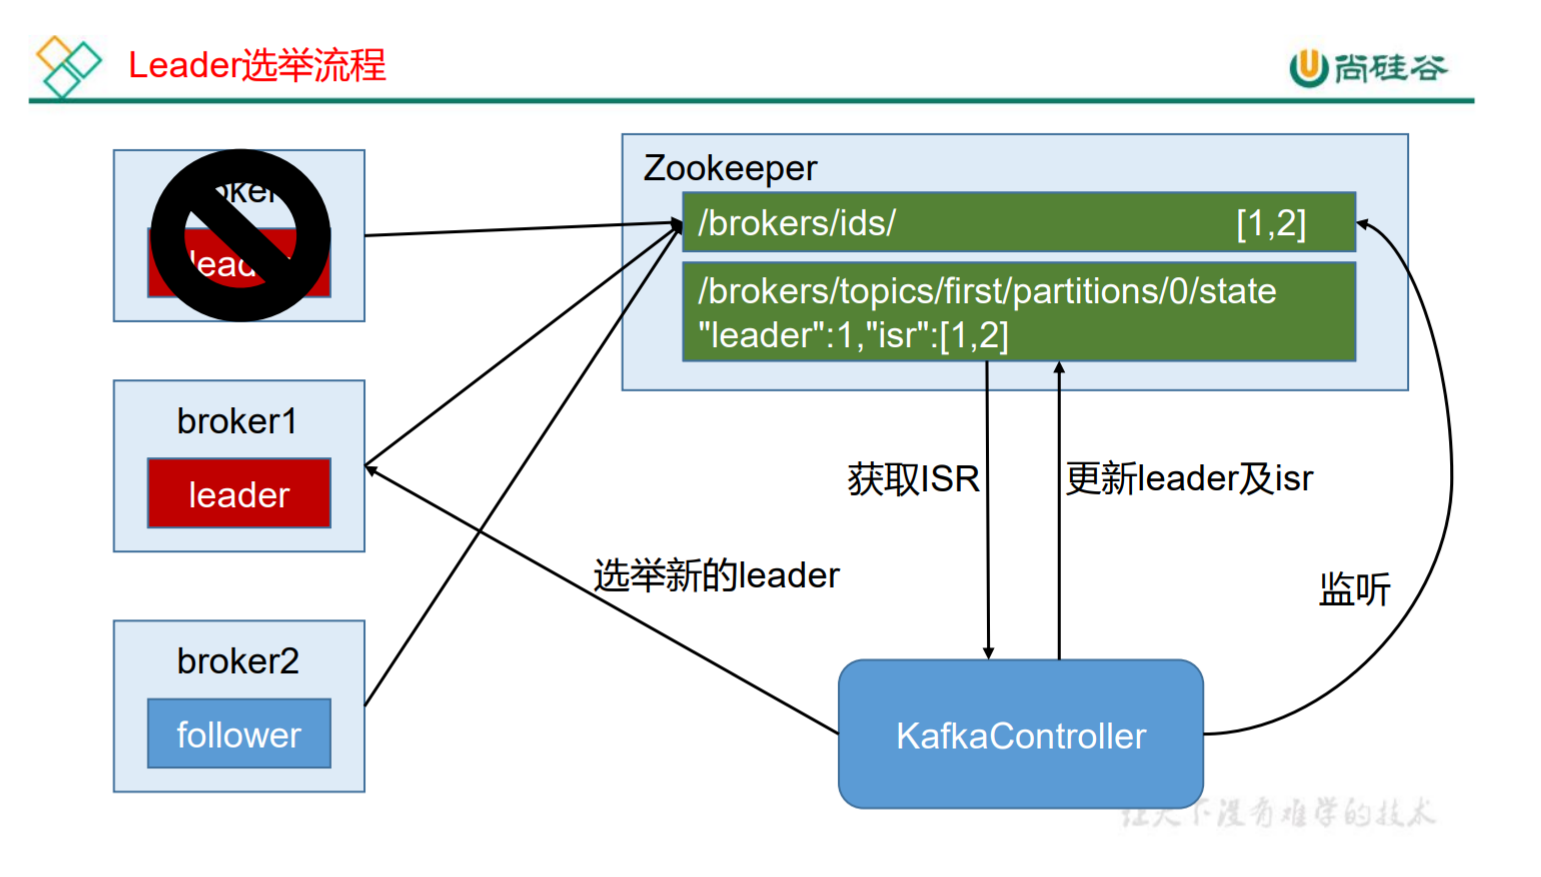 Leader选举流程
尚硅谷
Zookeeper
/brokers/ids/ [1,2]
/brokers/topics/first/partitions/0/state
"leader":1,"isr":[1,2]
broker1
leader
获取ISR
更新leader及isr
选举新的leader
监听
broker2
follower
KafkaController
让天下没有难学的技术